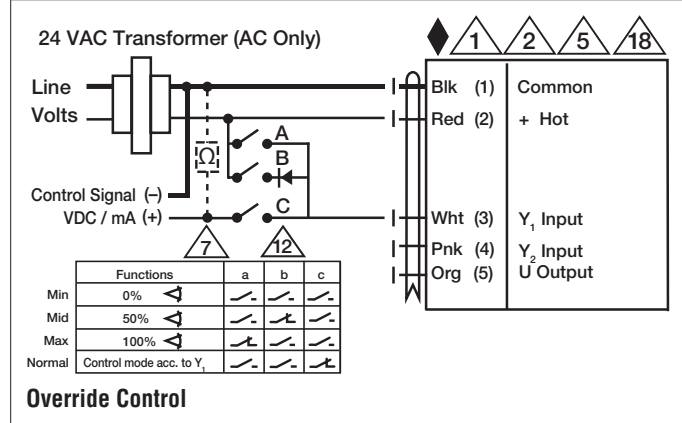 24 VAC Transformer (AC Only)
1 2 5 18
Line
Volts
Blk (1) Common
Red (2) + Hot
A
Ω
B
Control Signal (–)
VDC / mA (+)
C
Wht (3) Y₁ Input
Pnk (4) Y₂ Input
Org (5) U Output
7 12
Functions a b c
Min 0%
Mid 50%
Max 100%
Normal Control mode acc. to Y₁
Override Control